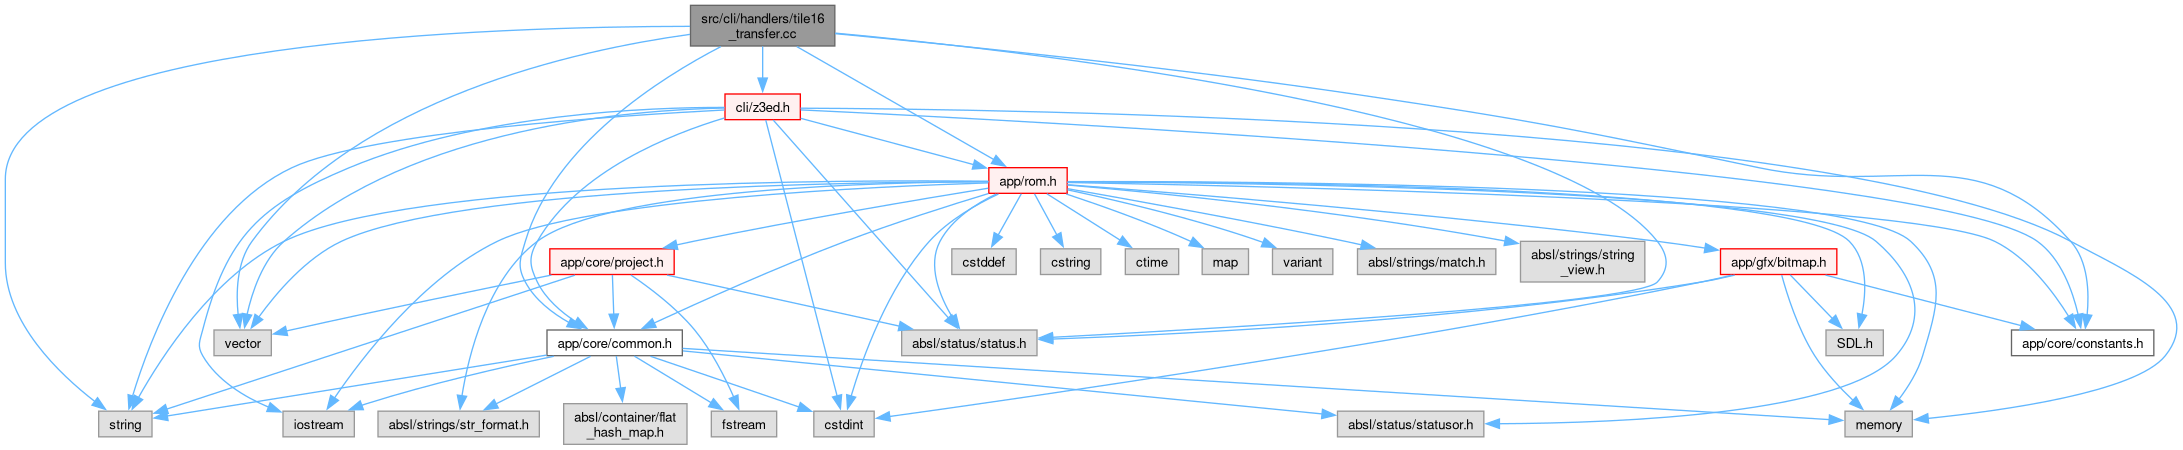 src/cli/handlers/tile16
_transfer.cc
cli/z3ed.h
app/rom.h
app/core/project.h
cstddef
cstring
ctime
map
variant
absl/strings/match.h
absl/strings/string
_view.h
app/gfx/bitmap.h
vector
app/core/common.h
absl/status/status.h
SDL.h
app/core/constants.h
string
iostream
absl/strings/str_format.h
absl/container/flat
_hash_map.h
fstream
cstdint
absl/status/statusor.h
memory